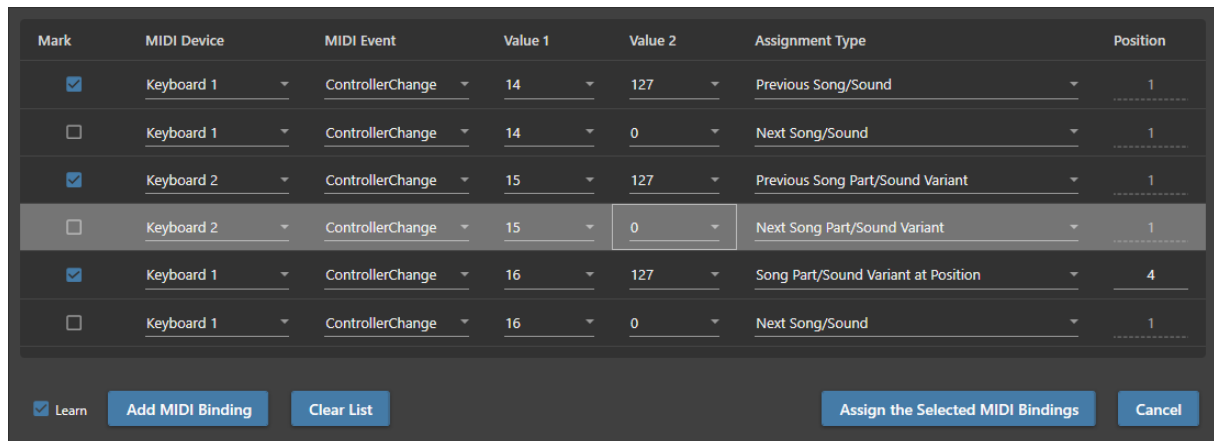 Mark MIDI Device MIDI Event Value 1 Value 2 Assignment Type Position
Keyboard 1 ControllerChange 14 127 Previous Song/Sound 1
Keyboard 1 ControllerChange 14 0 Next Song/Sound 1
Keyboard 2 ControllerChange 15 127 Previous Song Part/Sound Variant 1
Keyboard 2 ControllerChange 15 0 Next Song Part/Sound Variant 1
Keyboard 1 ControllerChange 16 127 Song Part/Sound Variant at Position 4
Keyboard 1 ControllerChange 16 0 Next Song/Sound 1
Learn Add MIDI Binding Clear List Assign the Selected MIDI Bindings Cancel